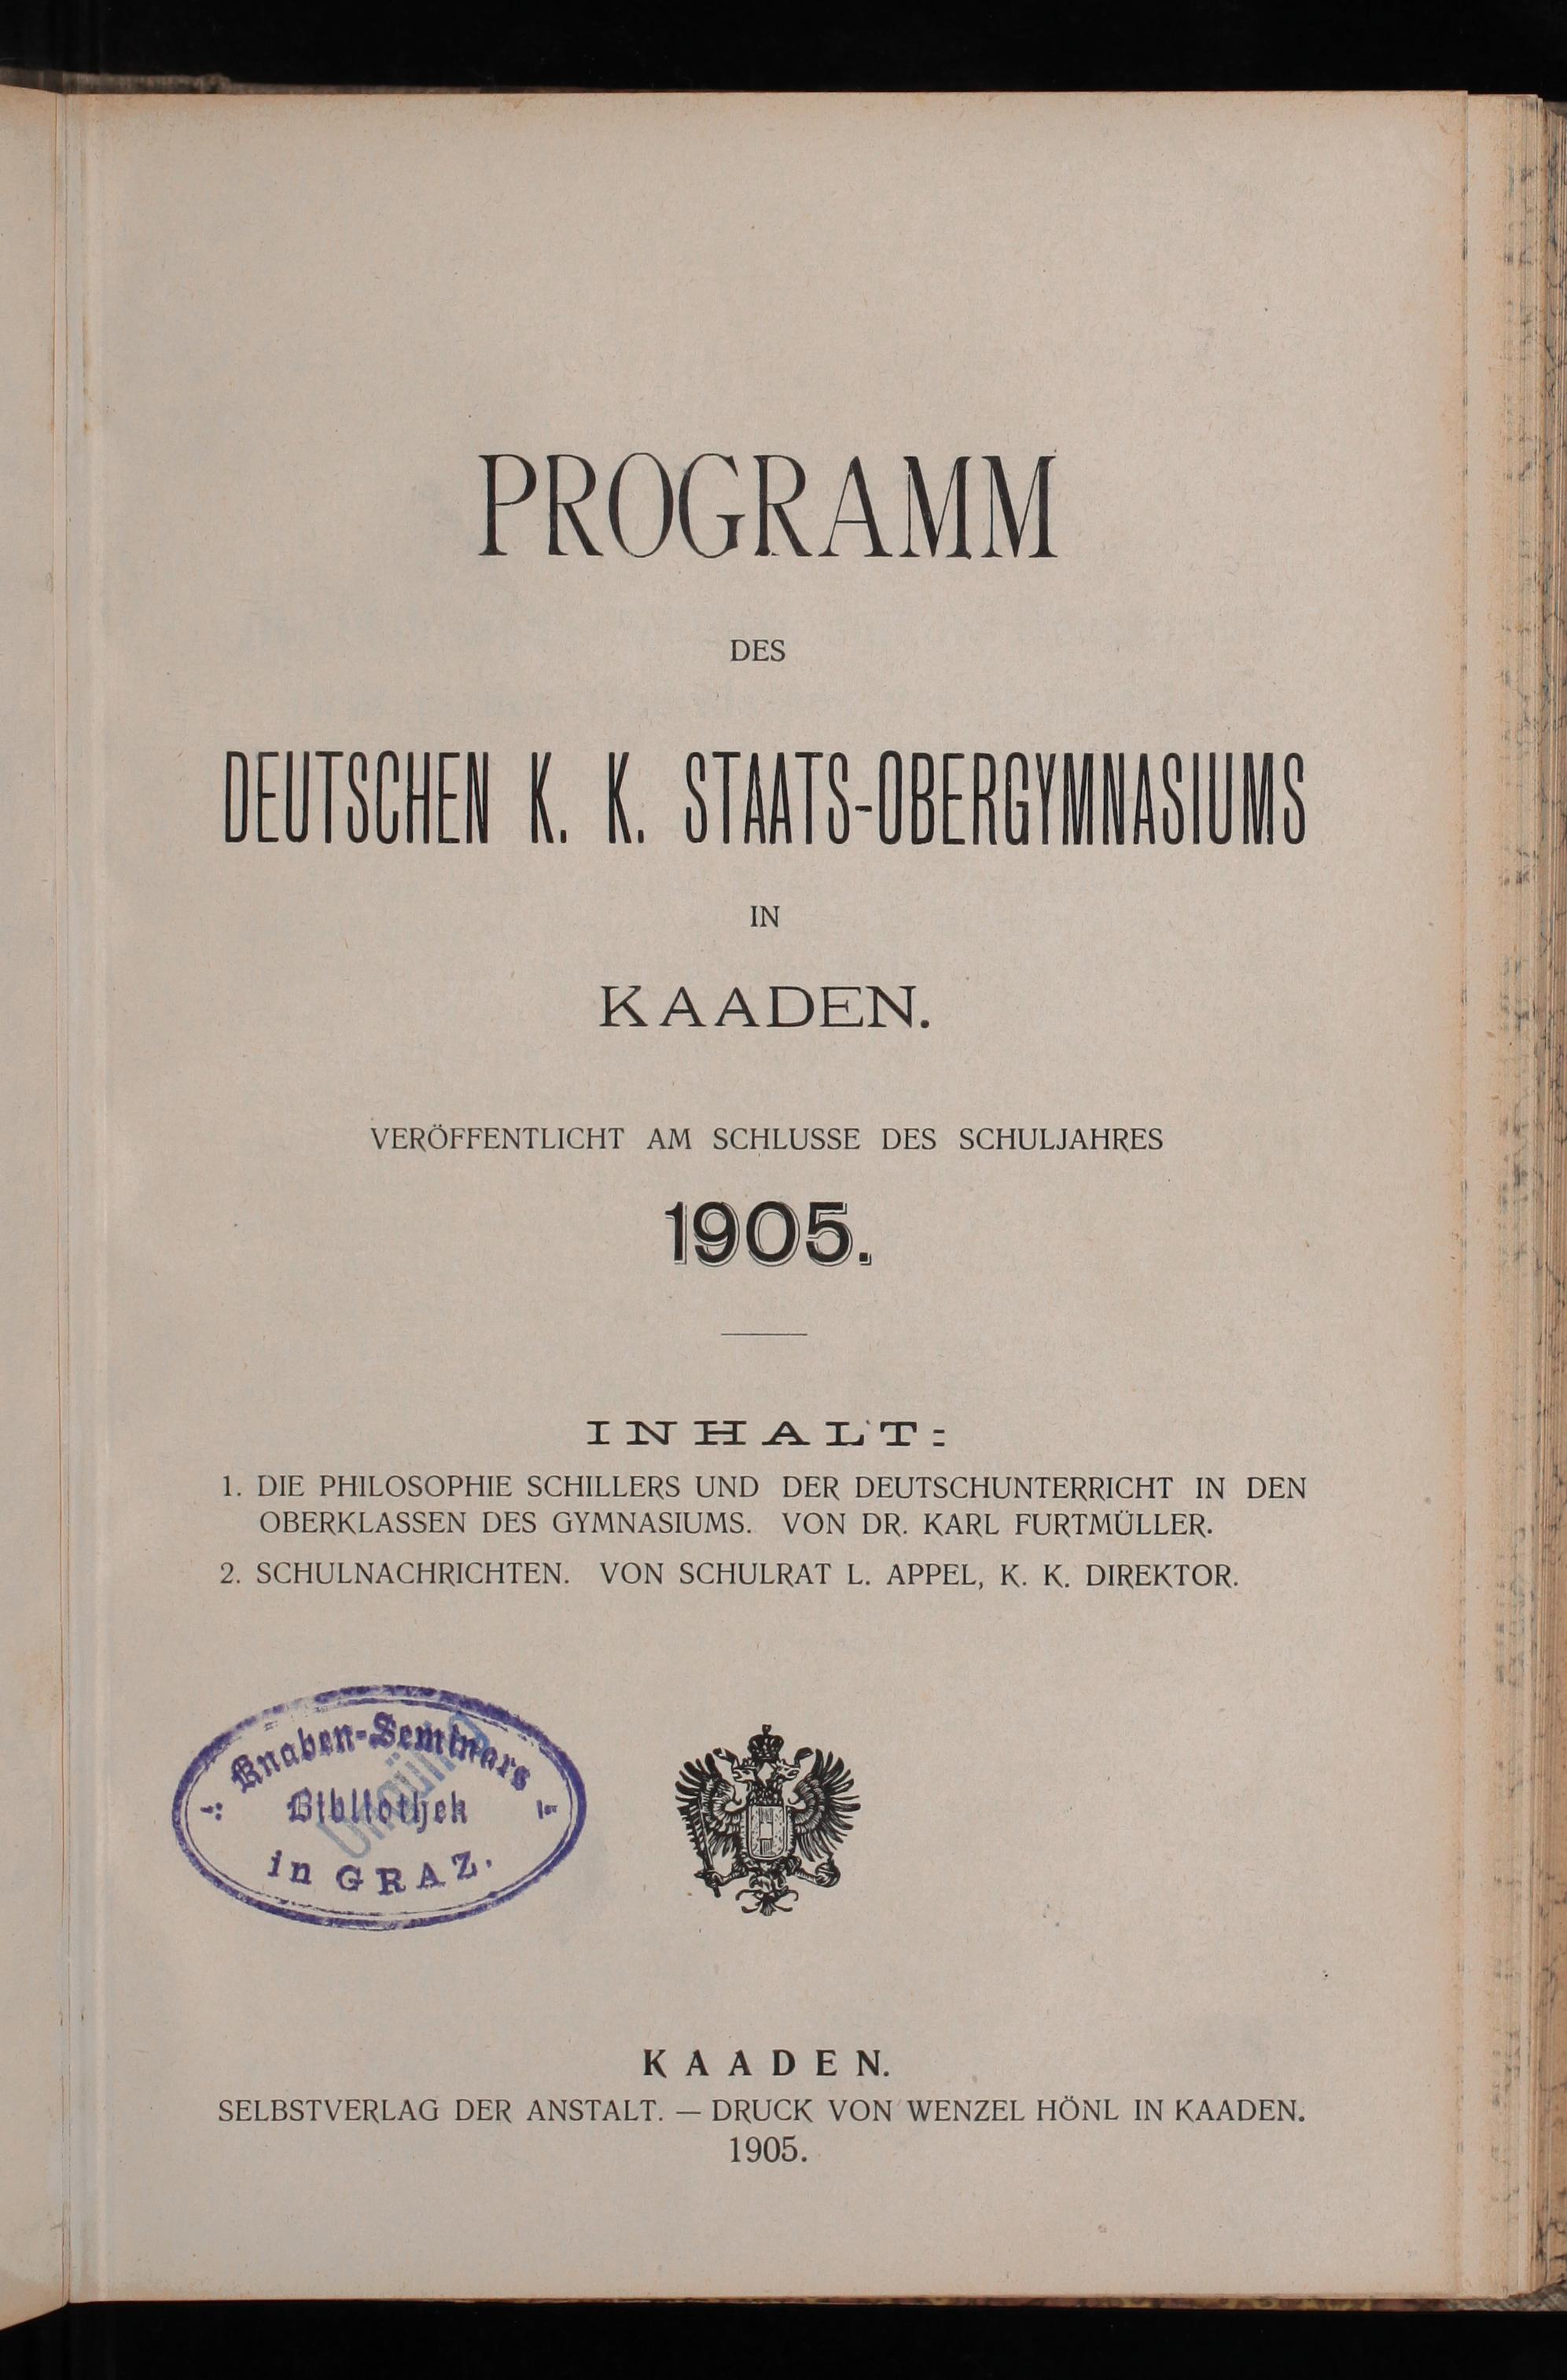 PROGRAMM
DES
DEUTSCHEN K. K. STAATS-OBERGYMNASIUMS
IN
KAADEN.
VERÖFFENTLICHT AM SCHLUSSE DES SCHULJAHRES
1905.
INHALT:
1. DIE PHILOSOPHIE SCHILLERS UND DER DEUTSCHUNTERRICHT IN DEN
OBERKLASSEN DES GYMNASIUMS. VON DR. KARL FURTMÜLLER.
2. SCHULNACHRICHTEN. VON SCHULRAT L. APPEL, K. K. DIREKTOR.
Knaben-Seminars
Bibliothek
in GRAZ.
Ungültig
KAADEN.
SELBSTVERLAG DER ANSTALT. — DRUCK VON WENZEL HÖNL IN KAADEN.
1905.